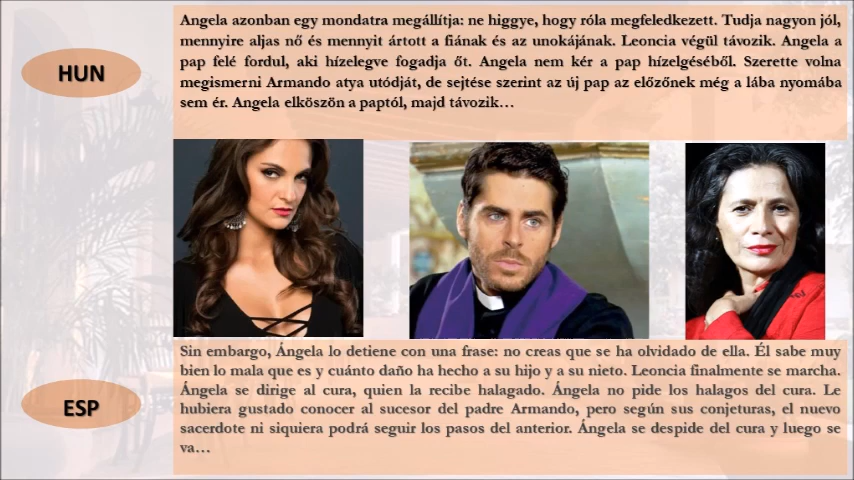 HUN
Angela azonban egy mondatra megállítja: ne higgye, hogy róla megfeledkezett. Tudja nagyon jól,
mennyire aljas nő és mennyit ártott a fiának és az unokájának. Leoncia végül távozik. Angela a
pap felé fordul, aki hízelegve fogadja őt. Angela nem kér a pap hízelgéséből. Szerette volna
megismerni Armando atya utódját, de sejtése szerint az új pap az előzőnek még a lába nyomába
sem ér. Angela elköszön a paptól, majd távozik…
ESP
Sin embargo, Ángela lo detiene con una frase: no creas que se ha olvidado de ella. Él sabe muy
bien lo mala que es y cuánto daño ha hecho a su hijo y a su nieto. Leoncia finalmente se marcha.
Ángela se dirige al cura, quien la recibe halagado. Ángela no pide los halagos del cura. Le
hubiera gustado conocer al sucesor del padre Armando, pero según sus conjeturas, el nuevo
sacerdote ni siquiera podrá seguir los pasos del anterior. Ángela se despide del cura y luego se
va…